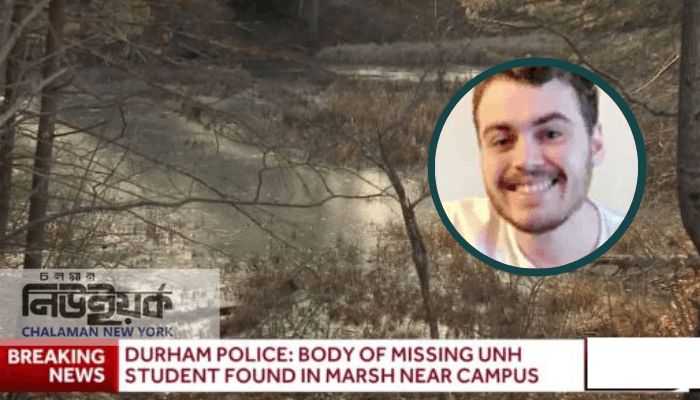 চলমান
নিউইয়র্ক
CHALAMAN NEW YORK
BREAKING
NEWS
DURHAM POLICE: BODY OF MISSING UNH
STUDENT FOUND IN MARSH NEAR CAMPUS